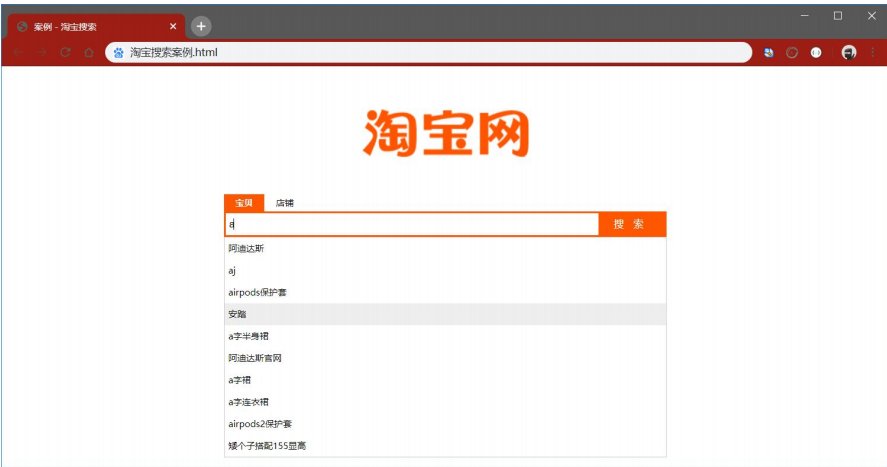 案例 - 淘宝搜索
淘宝搜索案例.html
淘宝网
宝贝 店铺
a 搜 索
阿迪达斯
aj
airpods保护套
安踏
a字半身裙
阿迪达斯官网
a字裙
a字连衣裙
airpods2保护套
矮个子搭配155显高